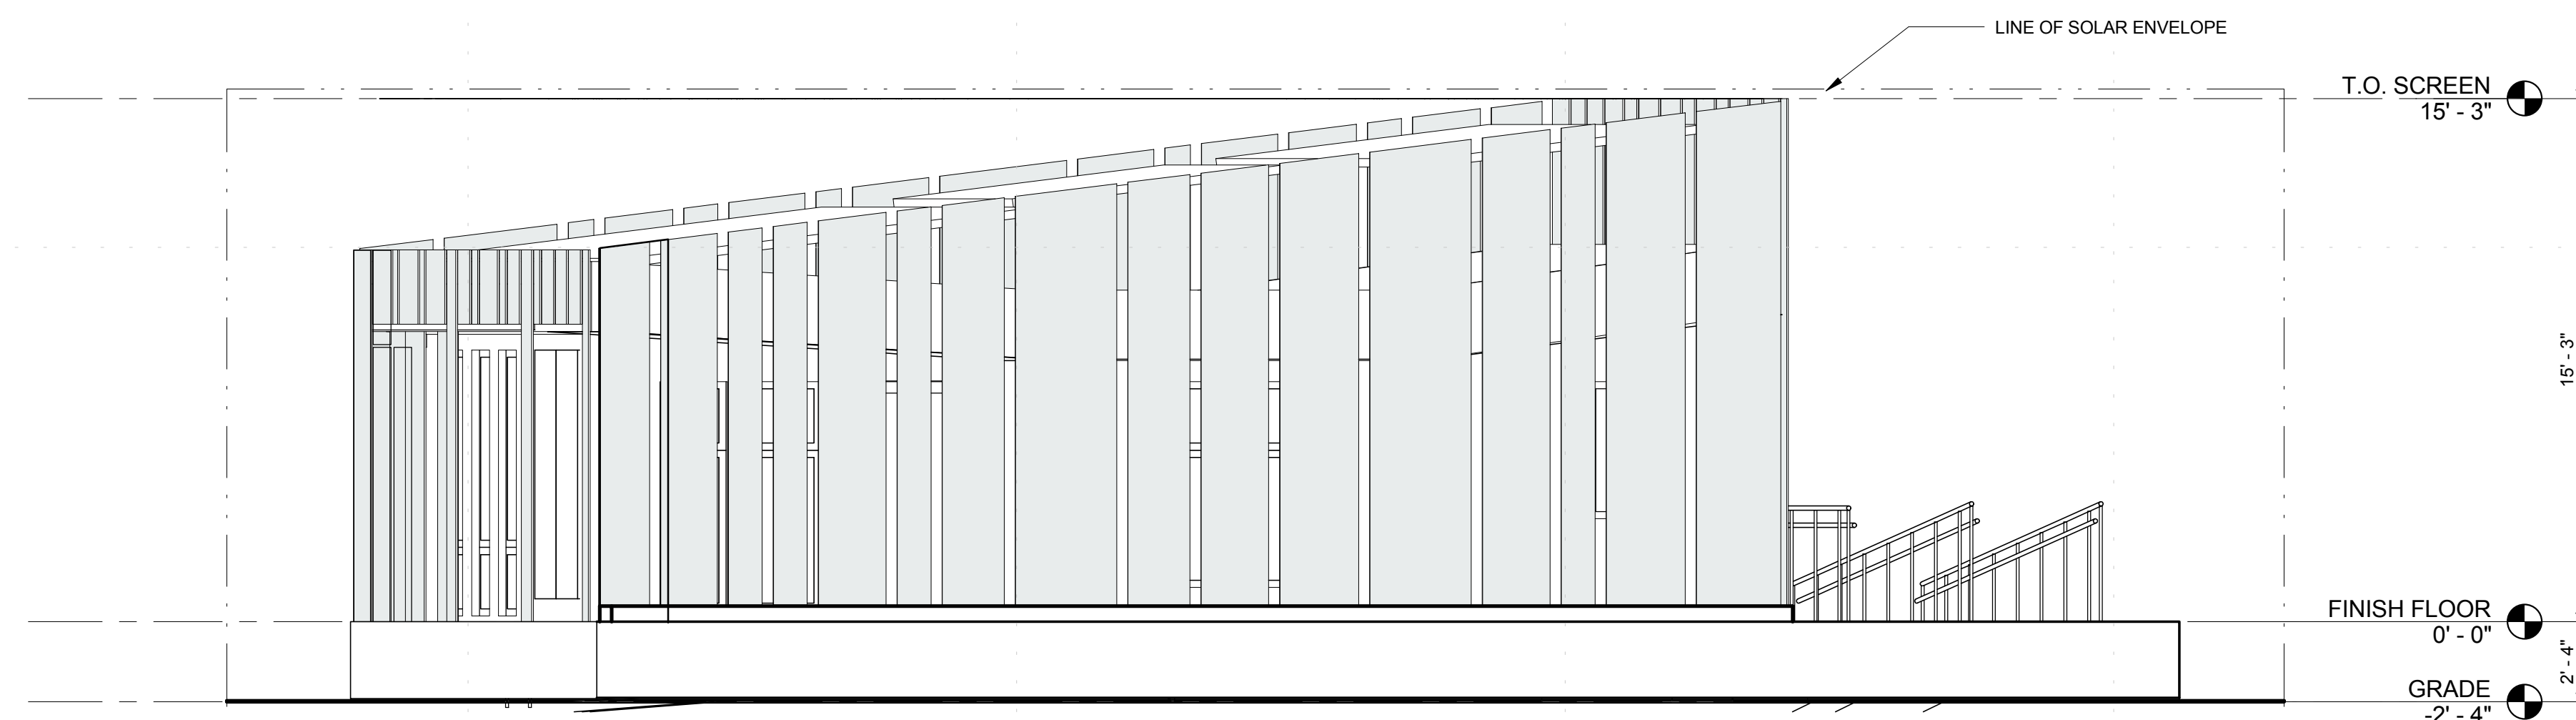 LINE OF SOLAR ENVELOPE
T.O. SCREEN
15' - 3"
15' - 3"
FINISH FLOOR
0' - 0"
2' - 4"
GRADE
-2' - 4"